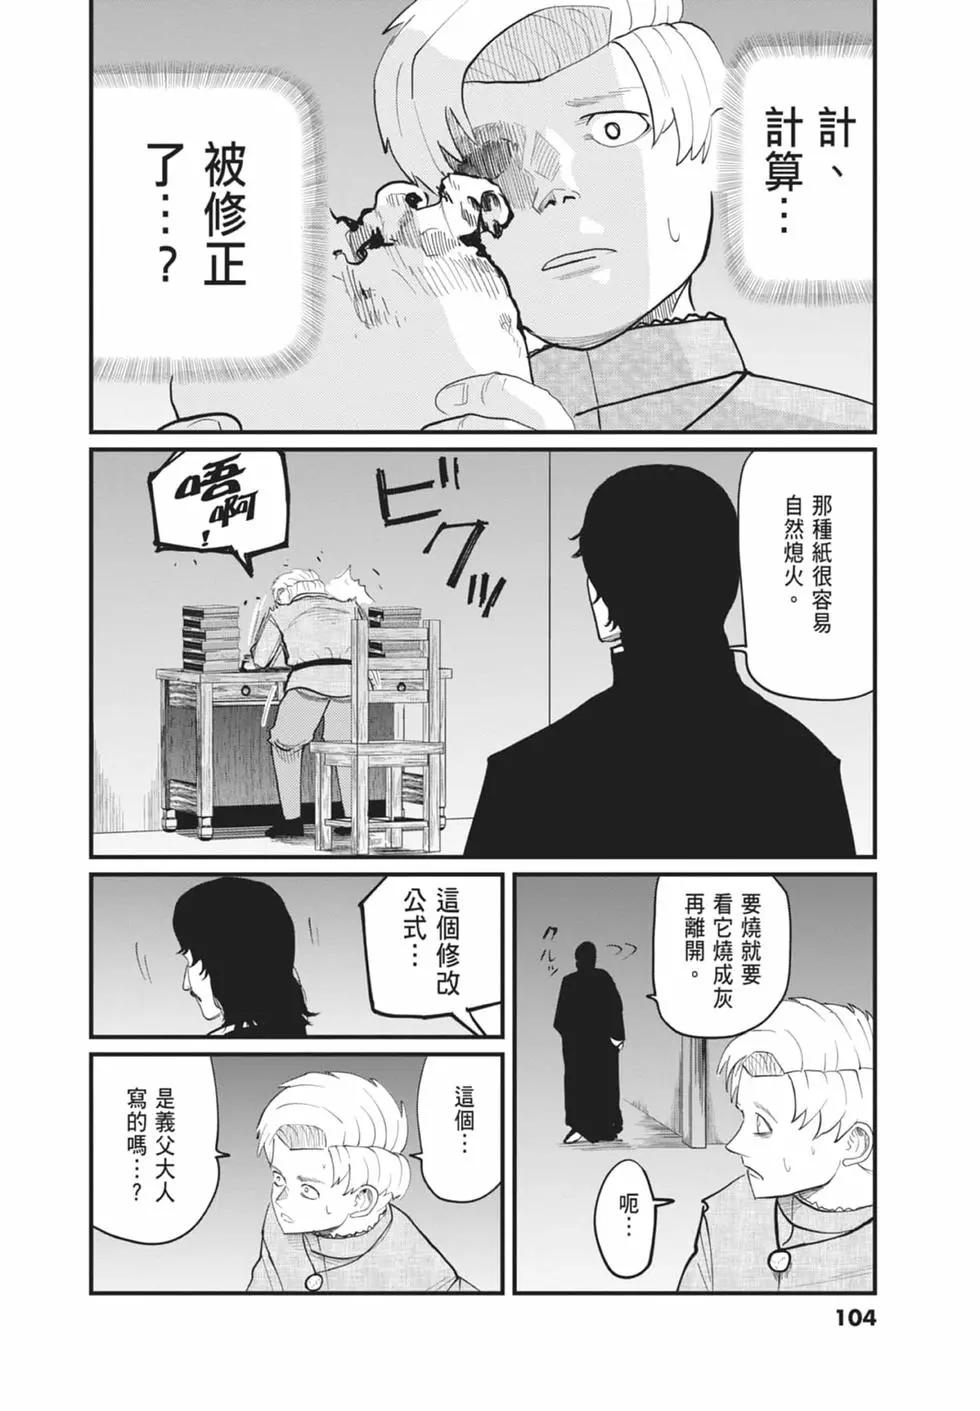 計、
計算…
被修正
了…?
那種紙很容易
自然熄火。
ビクッ
唔
啊!
要燒就要
看它燒成灰
再離開。
クルッ
呃…
這個修改
公式…
這個…
是義父大人
寫的嗎…?
104